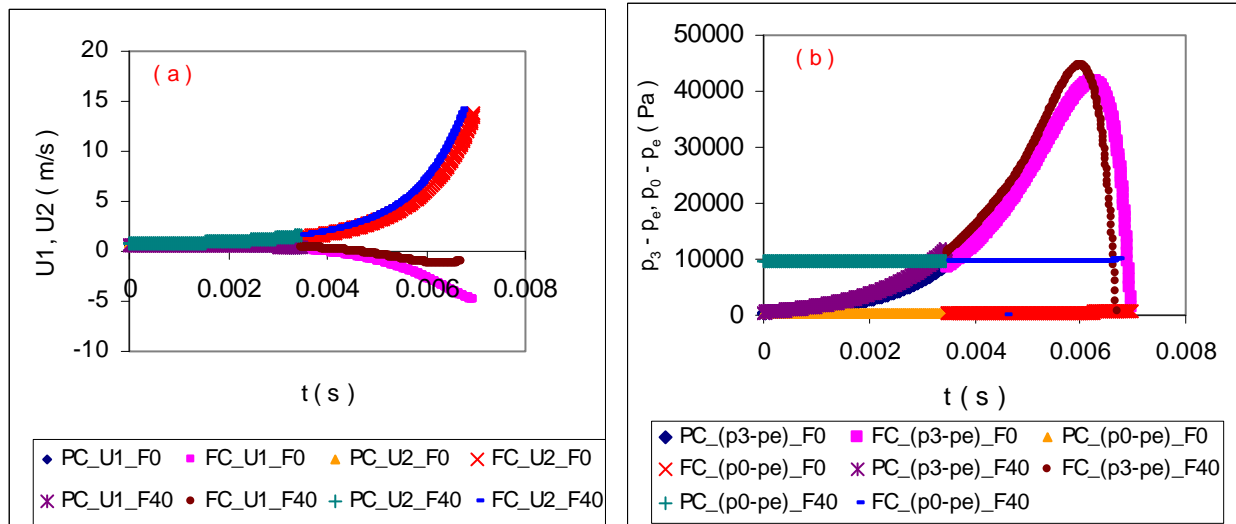 ( a )
20
15
10
5
0
-5
-10
0.000
0.002
0.004
0.006
0.008
U1, U2 ( m/s )
t ( s )
PC_U1_F0 FC_U1_F0 PC_U2_F0 FC_U2_F0
PC_U1_F40 FC_U1_F40 PC_U2_F40 FC_U2_F40
( b )
50000
40000
30000
20000
10000
0
0 0.002 0.004 0.006 0.008
p3 - pe, p0 - pe ( Pa )
t ( s )
PC_(p3-pe)_F0 FC_(p3-pe)_F0 PC_(p0-pe)_F0
FC_(p0-pe)_F0 PC_(p3-pe)_F40 FC_(p3-pe)_F40
PC_(p0-pe)_F40 FC_(p0-pe)_F40